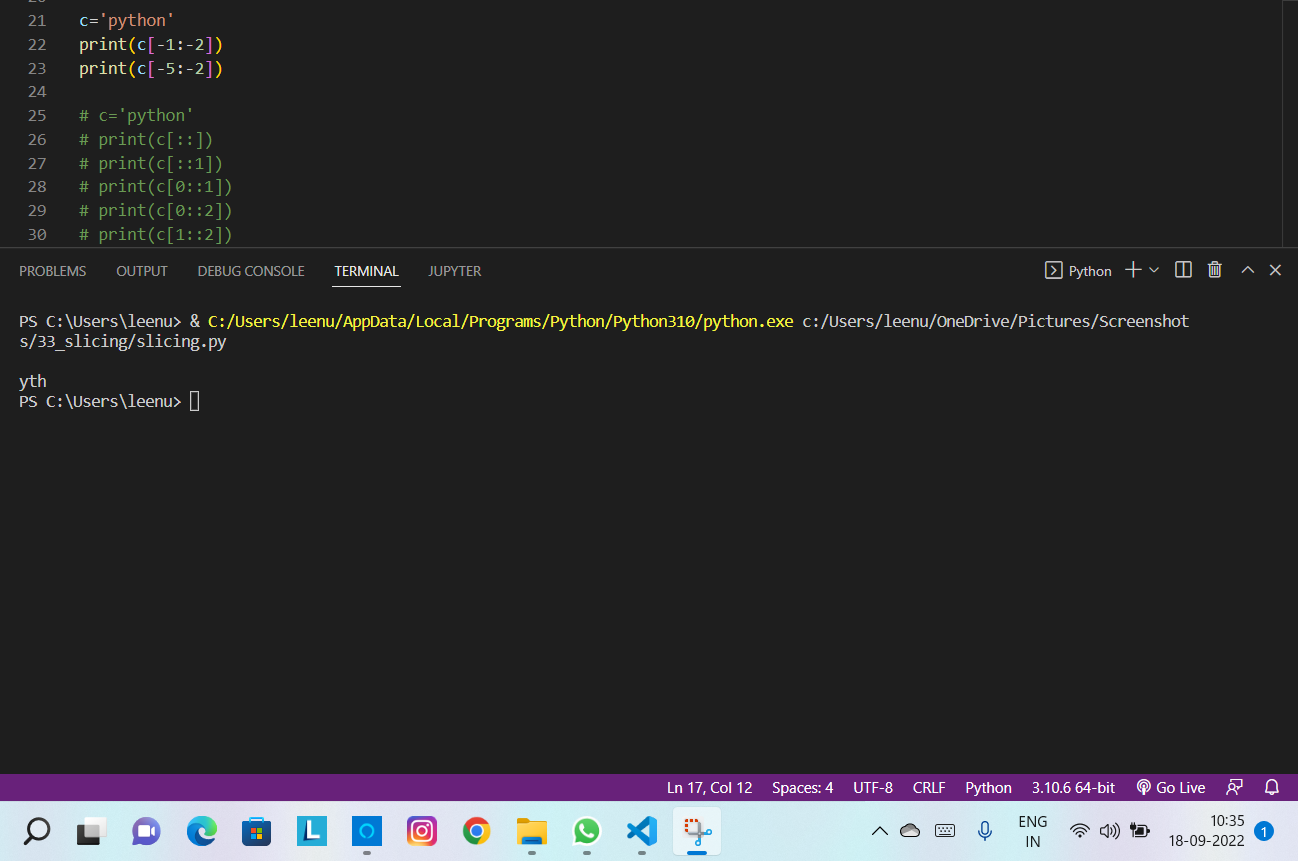 21 c='python'
22 print(c[-1:-2])
23 print(c[-5:-2])
24
25 # c='python'
26 # print(c[::])
27 # print(c[::1])
28 # print(c[0::1])
29 # print(c[0::2])
30 # print(c[1::2])
PROBLEMS OUTPUT DEBUG CONSOLE TERMINAL JUPYTER Python
PS C:\Users\leenu> & C:/Users/leenu/AppData/Local/Programs/Python/Python310/python.exe c:/Users/leenu/OneDrive/Pictures/Screenshot
s/33_slicing/slicing.py
yth
PS C:\Users\leenu>
Ln 17, Col 12 Spaces: 4 UTF-8 CRLF Python 3.10.6 64-bit Go Live
L ENG 10:35
IN 18-09-2022 1